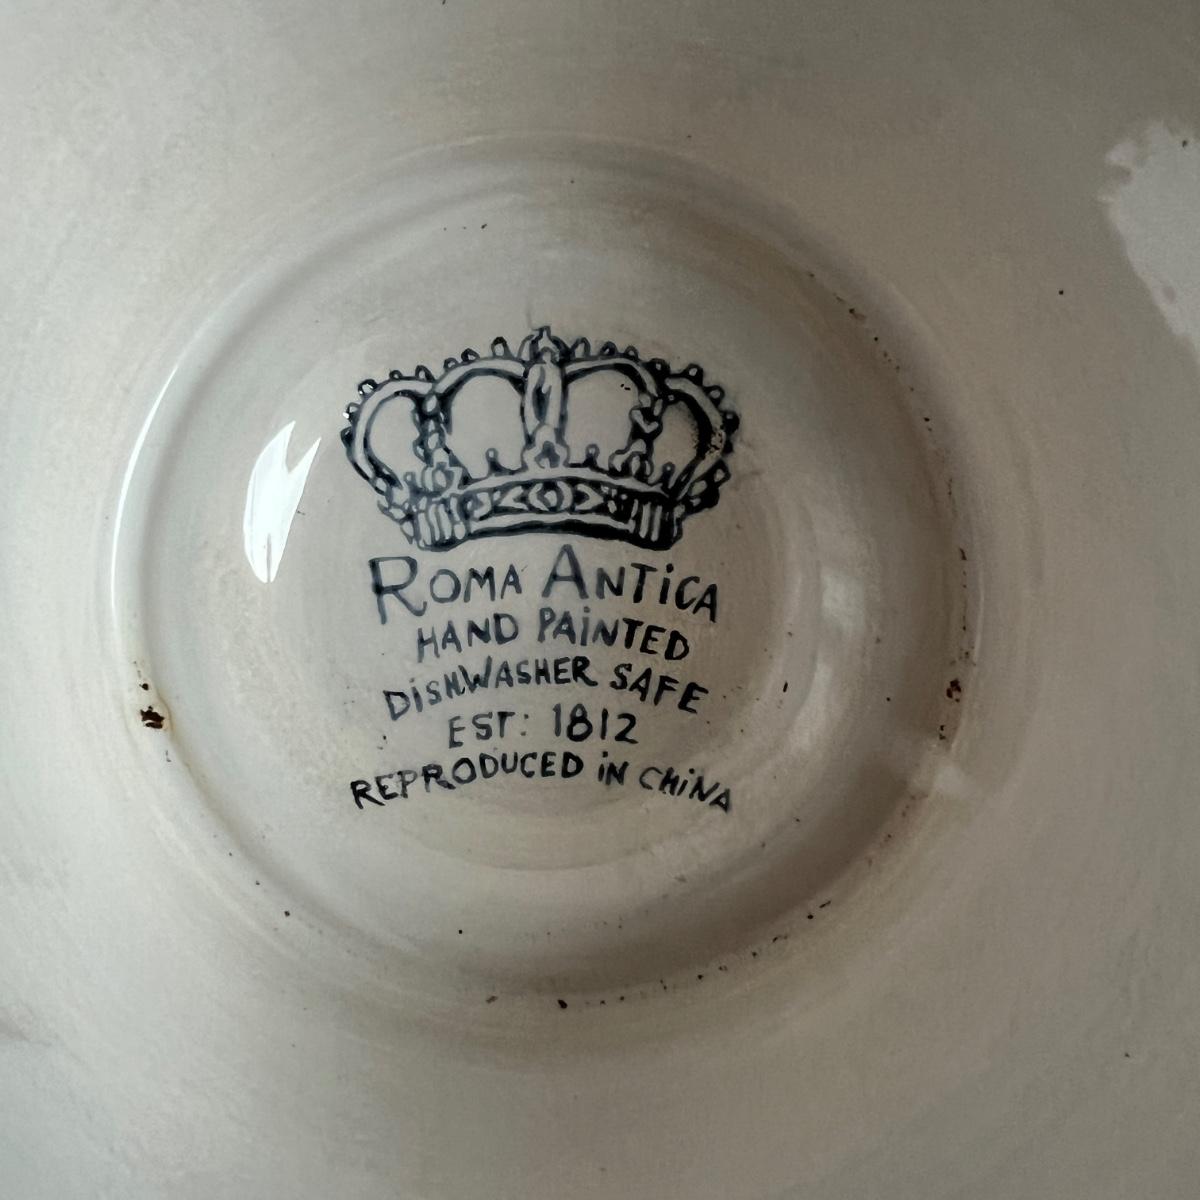 ROMA ANTiCA
HAND PAiNTED
DiSHWASHER SAFE
EST: 1812
REPRODUCED iN CHiNA